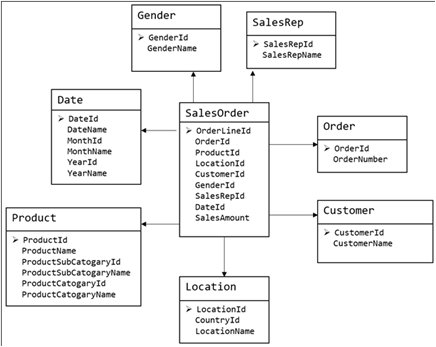 Gender
GenderId
GenderName
SalesRep
SalesRepId
SalesRepName
Date
DateId
DateName
MonthId
MonthName
YearId
YearName
SalesOrder
OrderLineId
OrderId
ProductId
LocationId
CustomerId
GenderId
SalesRepId
DateId
SalesAmount
Order
OrderId
OrderNumber
Product
ProductId
ProductName
ProductSubCatogaryId
ProductSubCatogaryName
ProductCatogaryId
ProductCatogaryName
Customer
CustomerId
CustomerName
Location
LocationId
CountryId
LocationName